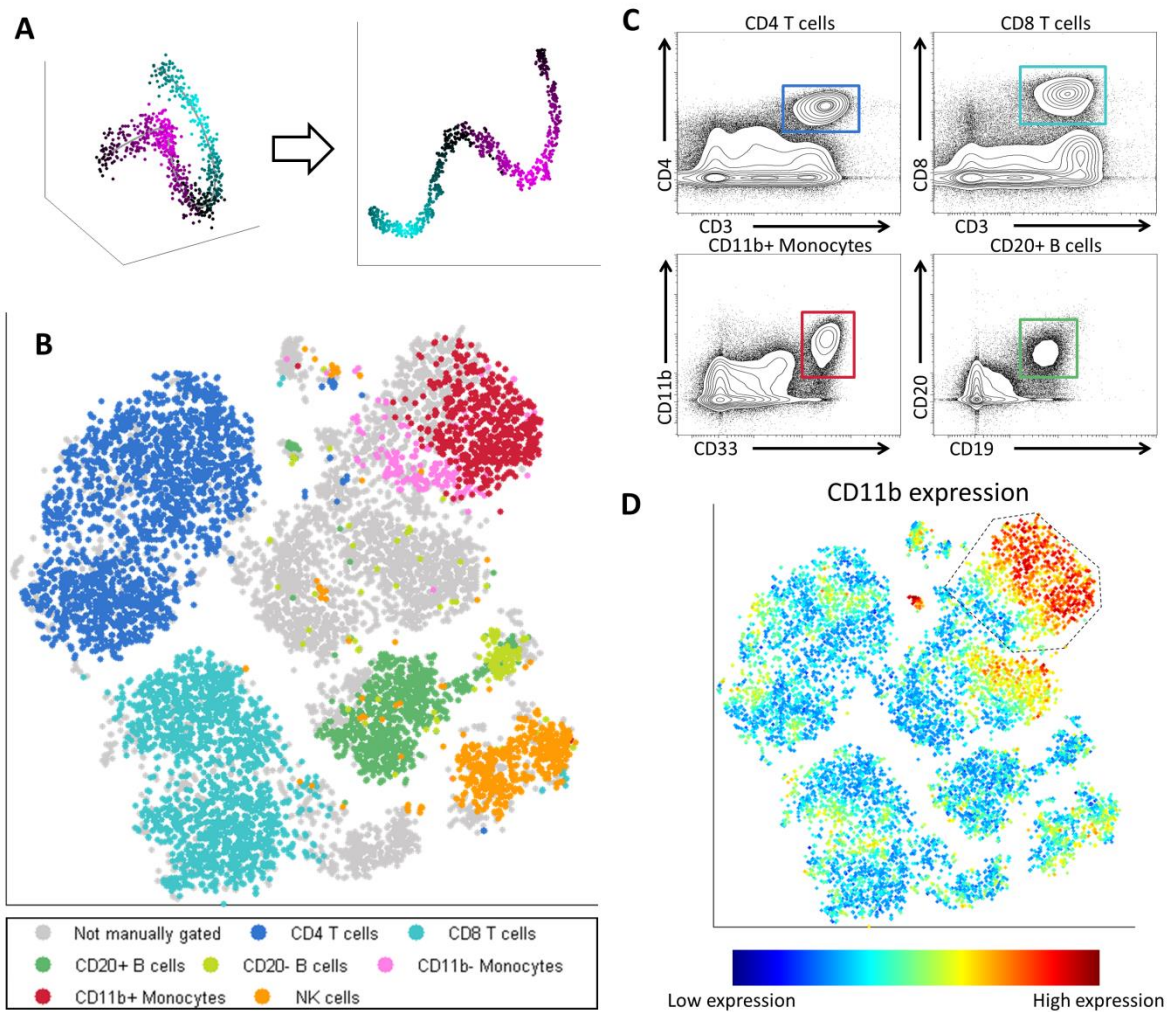 A
B
C
CD4 T cells
CD8 T cells
CD4
CD3
CD8
CD3
CD11b+ Monocytes
CD20+ B cells
CD11b
CD33
CD20
CD19
D
CD11b expression
Not manually gated
CD4 T cells
CD8 T cells
CD20+ B cells
CD20- B cells
CD11b- Monocytes
CD11b+ Monocytes
NK cells
Low expression
High expression